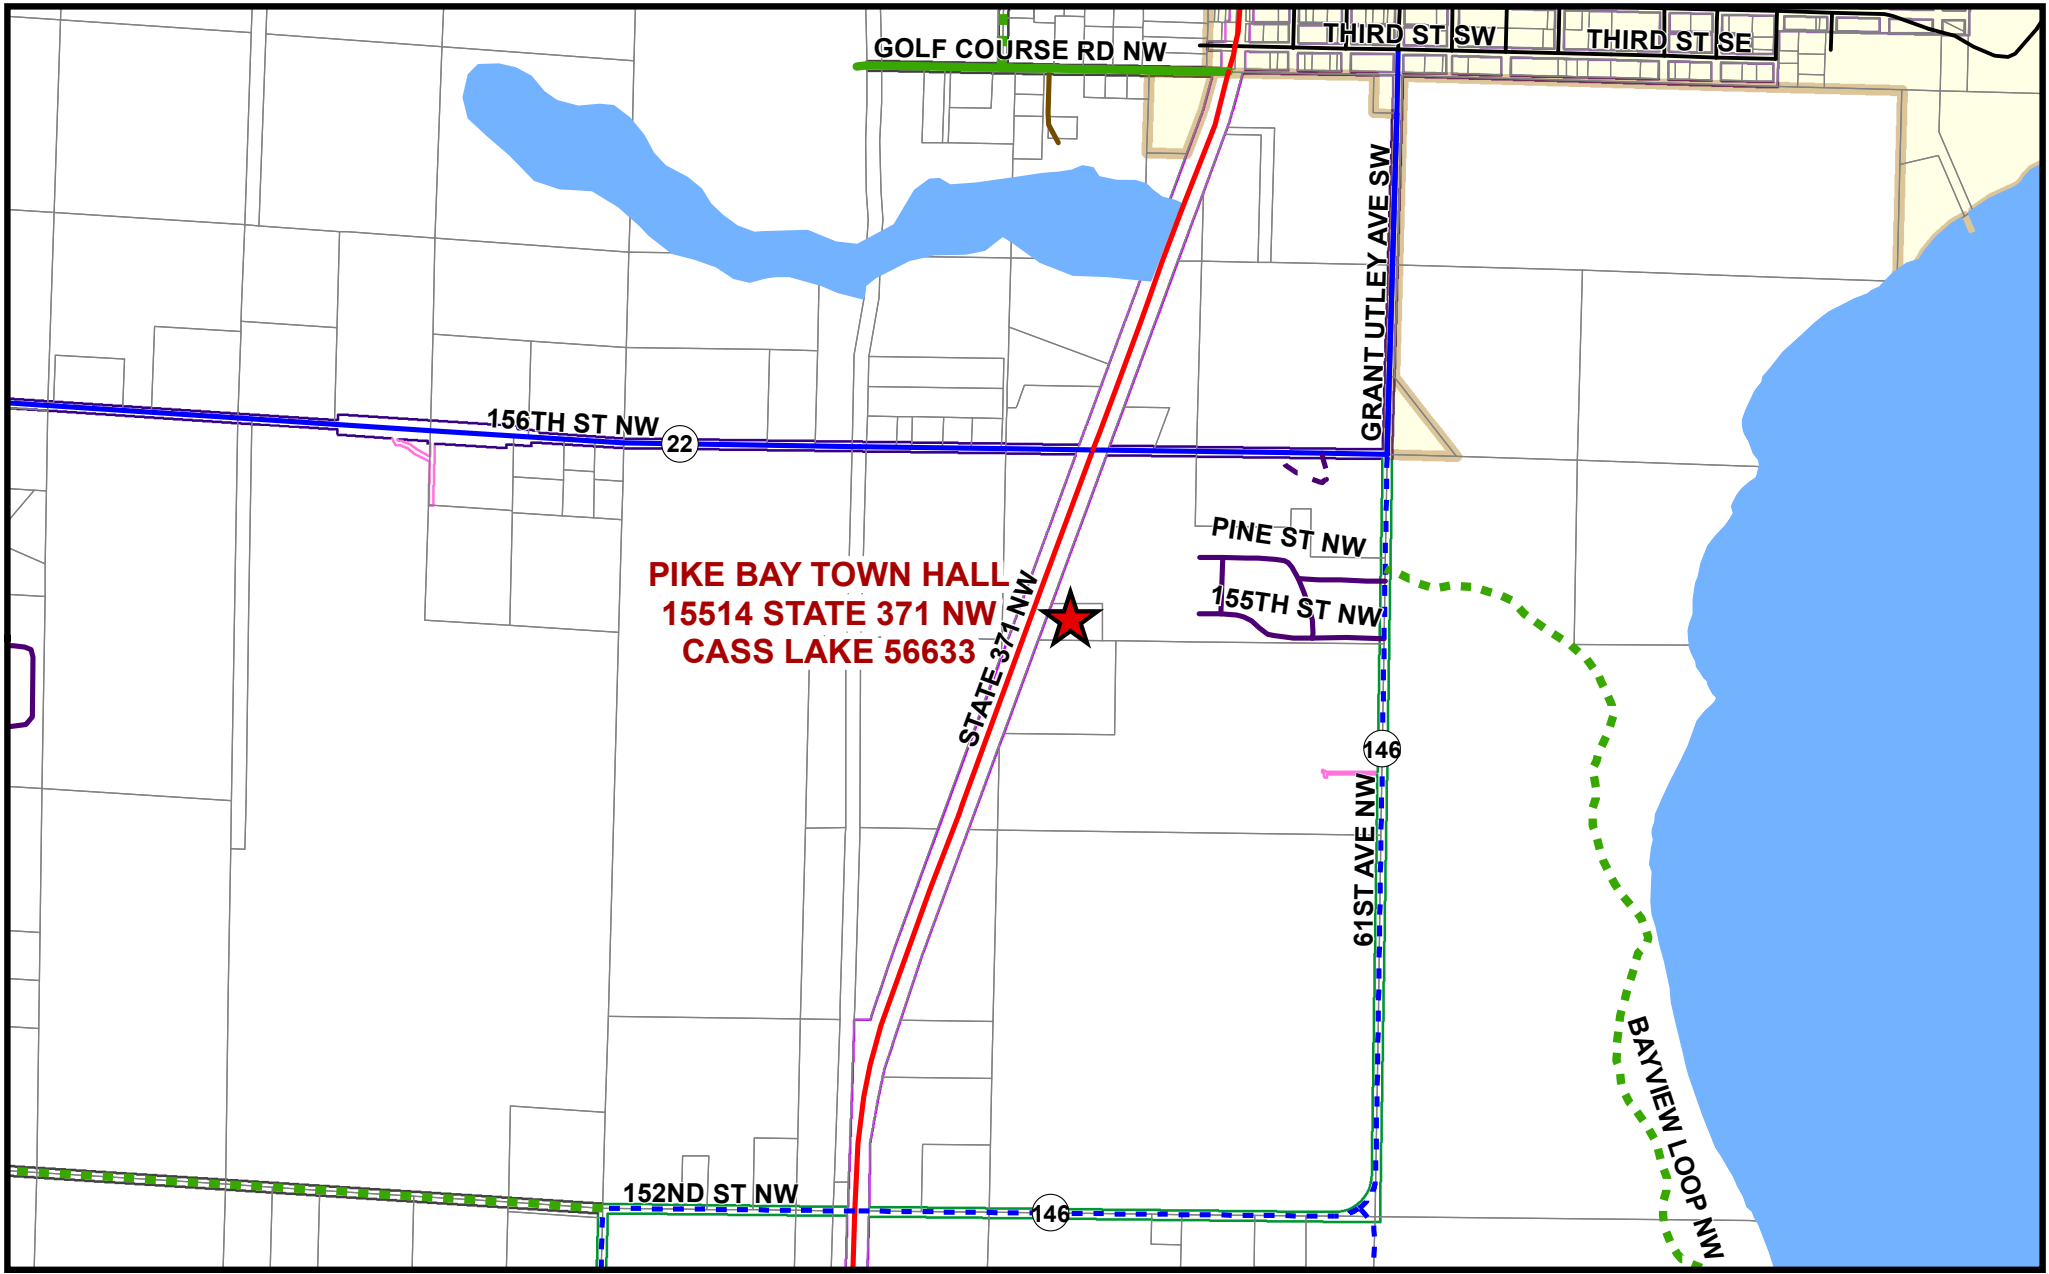 GOLF COURSE RD NW
THIRD ST SW
THIRD ST SE
GRANT UTLEY AVE SW
156TH ST NW
22
PINE ST NW
155TH ST NW
PIKE BAY TOWN HALL
15514 STATE 371 NW
CASS LAKE 56633
STATE 371 NW
146
61ST AVE NW
BAYVIEW LOOP NW
152ND ST NW
146